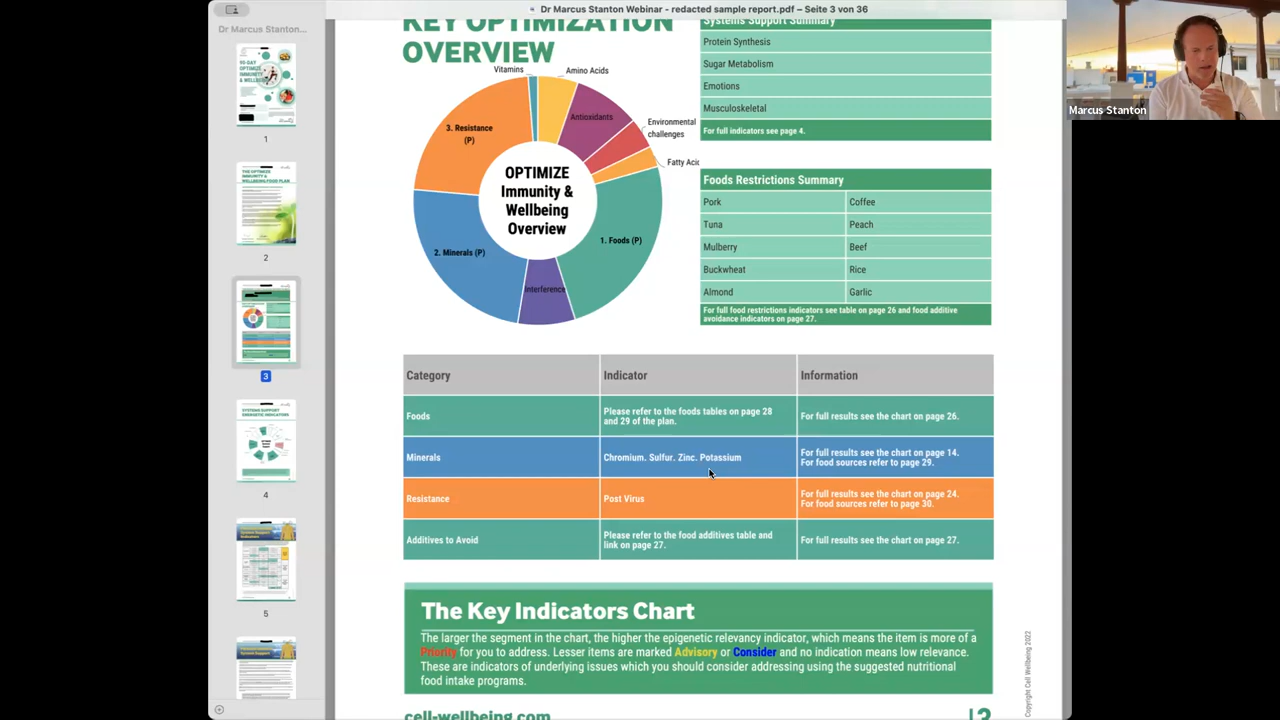 Dr Marcus Stanton Webinar - redacted sample report.pdf – Seite 3 von 36
Dr Marcus Stanton...
1
2
3
4
5
KEY OPTIMIZATION
OVERVIEW
Vitamins
Amino Acids
Antioxidants
Environmental
challenges
Fatty Acid
3. Resistance
(P)
OPTIMIZE
Immunity &
Wellbeing
Overview
1. Foods (P)
2. Minerals (P)
Interference
Systems Support Summary
Protein Synthesis
Sugar Metabolism
Emotions
Musculoskeletal
For full indicators see page 4.
Foods Restrictions Summary
Pork Coffee
Tuna Peach
Mulberry Beef
Buckwheat Rice
Almond Garlic
For full food restrictions indicators see table on page 26 and food additive
avoidance indicators on page 27.
Category Indicator Information
Foods
Please refer to the foods tables on page 28
and 29 of the plan.
For full results see the chart on page 26.
Minerals
Chromium. Sulfur. Zinc. Potassium
For full results see the chart on page 14.
For food sources refer to page 29.
Resistance
Post Virus
For full results see the chart on page 24.
For food sources refer to page 30.
Additives to Avoid
Please refer to the food additives table and
link on page 27.
For full results see the chart on page 27.
The Key Indicators Chart
The larger the segment in the chart, the higher the epigenetic relevancy indicator, which means the item is more of a
Priority for you to address. Lesser items are marked Advisory or Consider and no indication means low relevance.
These are indicators of underlying issues which you should consider addressing using the suggested nutritional
food intake programs.
Copyright Cell Wellbeing 2022
cell-wellbeing.com
Marcus Stanton